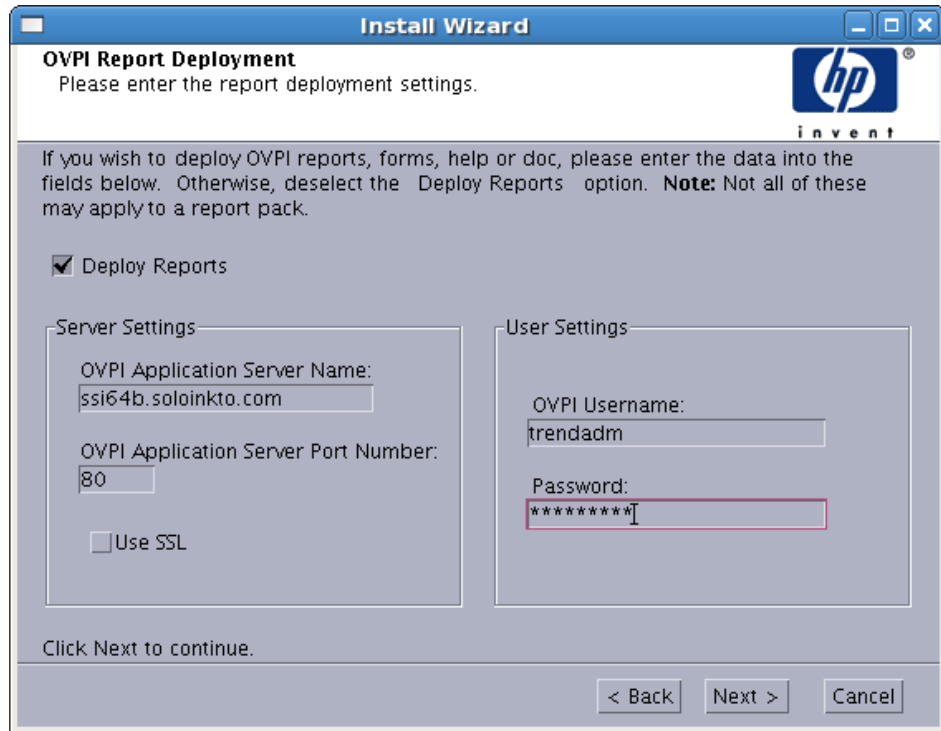 Install Wizard
OVPI Report Deployment
Please enter the report deployment settings.
hp
®
invent
If you wish to deploy OVPI reports, forms, help or doc, please enter the data into the
fields below. Otherwise, deselect the Deploy Reports option. Note: Not all of these
may apply to a report pack.
Deploy Reports
Server Settings
OVPI Application Server Name:
ssi64b.soloinkto.com
OVPI Application Server Port Number:
80
Use SSL
User Settings
OVPI Username:
trendadm
Password:
*********
Click Next to continue.
< Back
Next >
Cancel